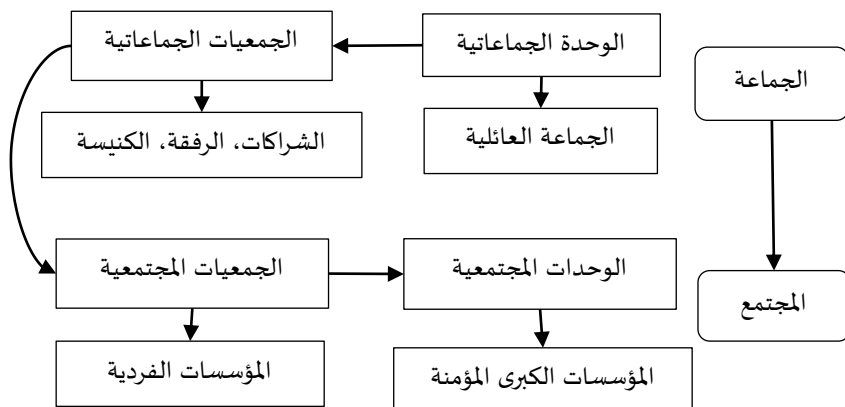 الوحدة الجماعاتية
الجمعيات الجماعاتية
الجماعة
الجماعة العائلية
الشراكات، الرفقة، الكنيسة
الوحدات المجتمعية
الجمعيات المجتمعية
المجتمع
المؤسسات الكبرى المؤمنة
المؤسسات الفردية